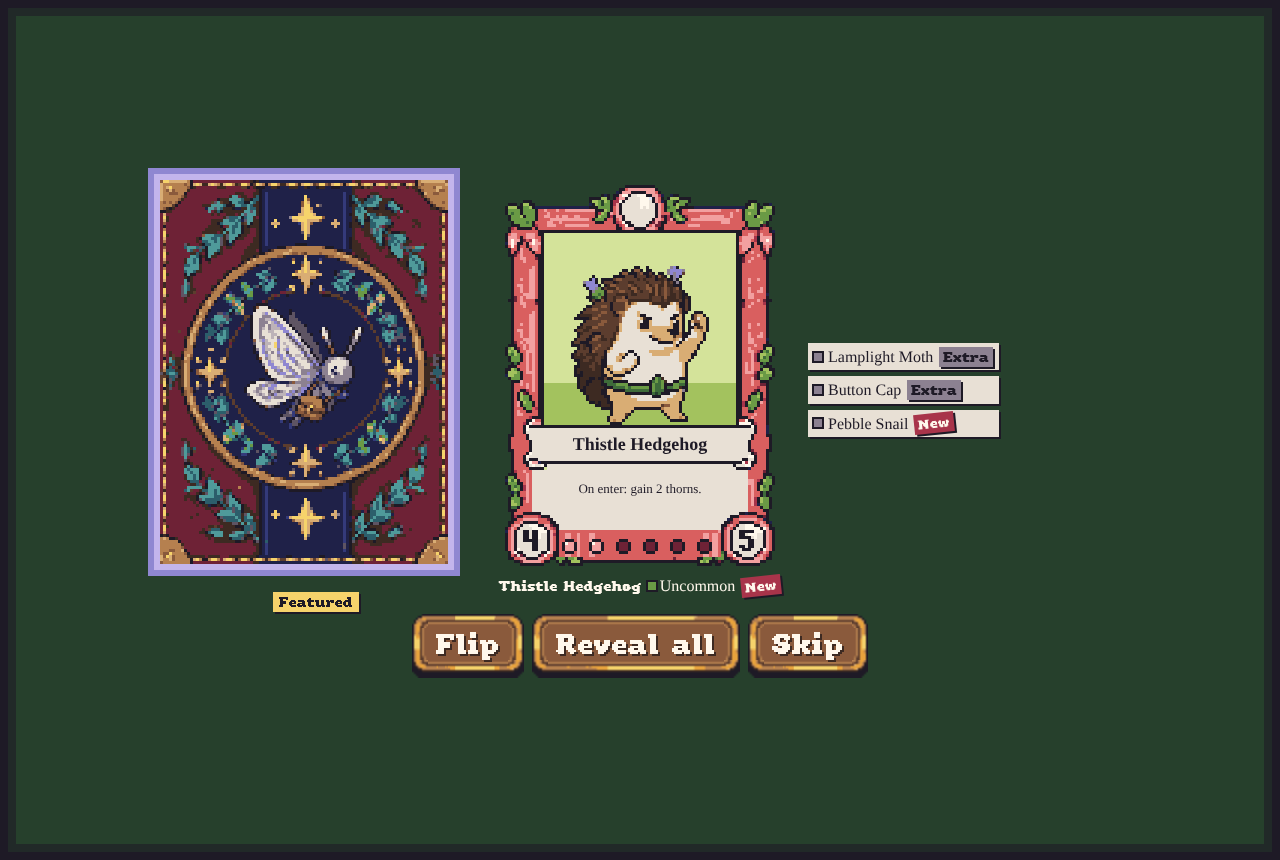 Featured
Thistle Hedgehog
On enter: gain 2 thorns.
4 5
Thistle Hedgehog Uncommon New
Lamplight Moth Extra
Button Cap Extra
Pebble Snail New
Flip Reveal all Skip